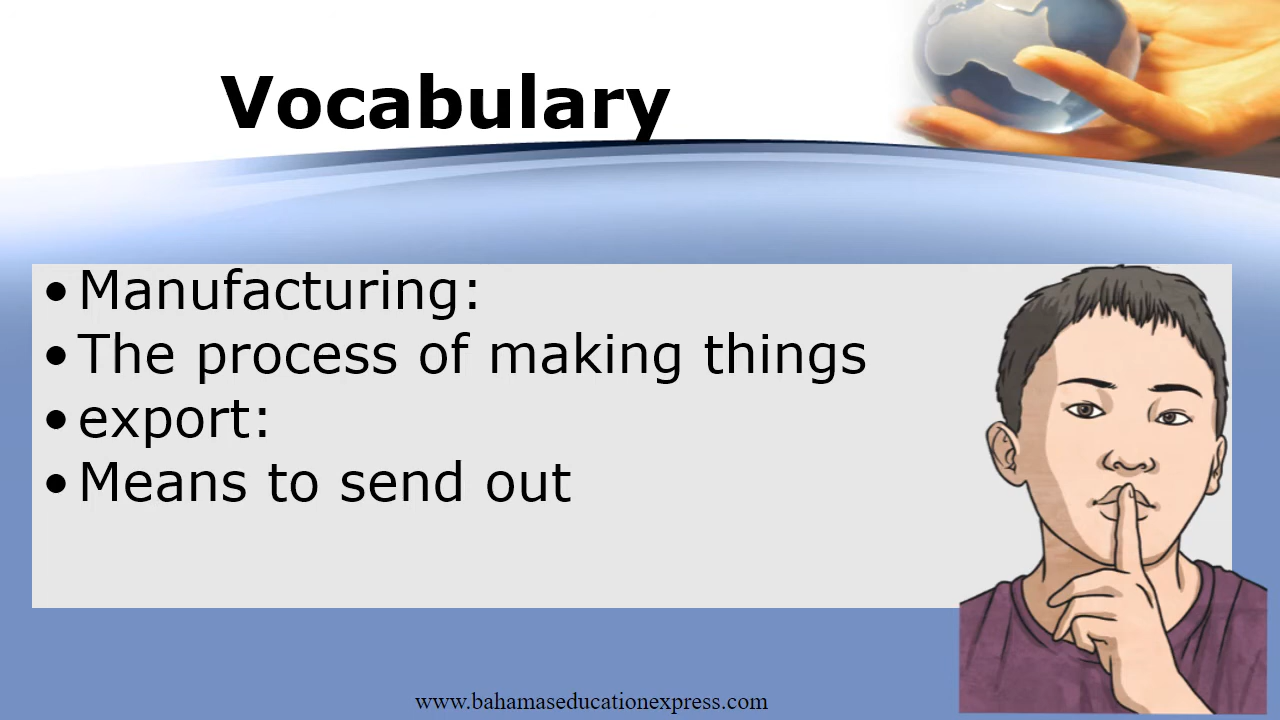 Vocabulary
• Manufacturing:
• The process of making things
• export:
• Means to send out
www.bahamaseducationexpress.com